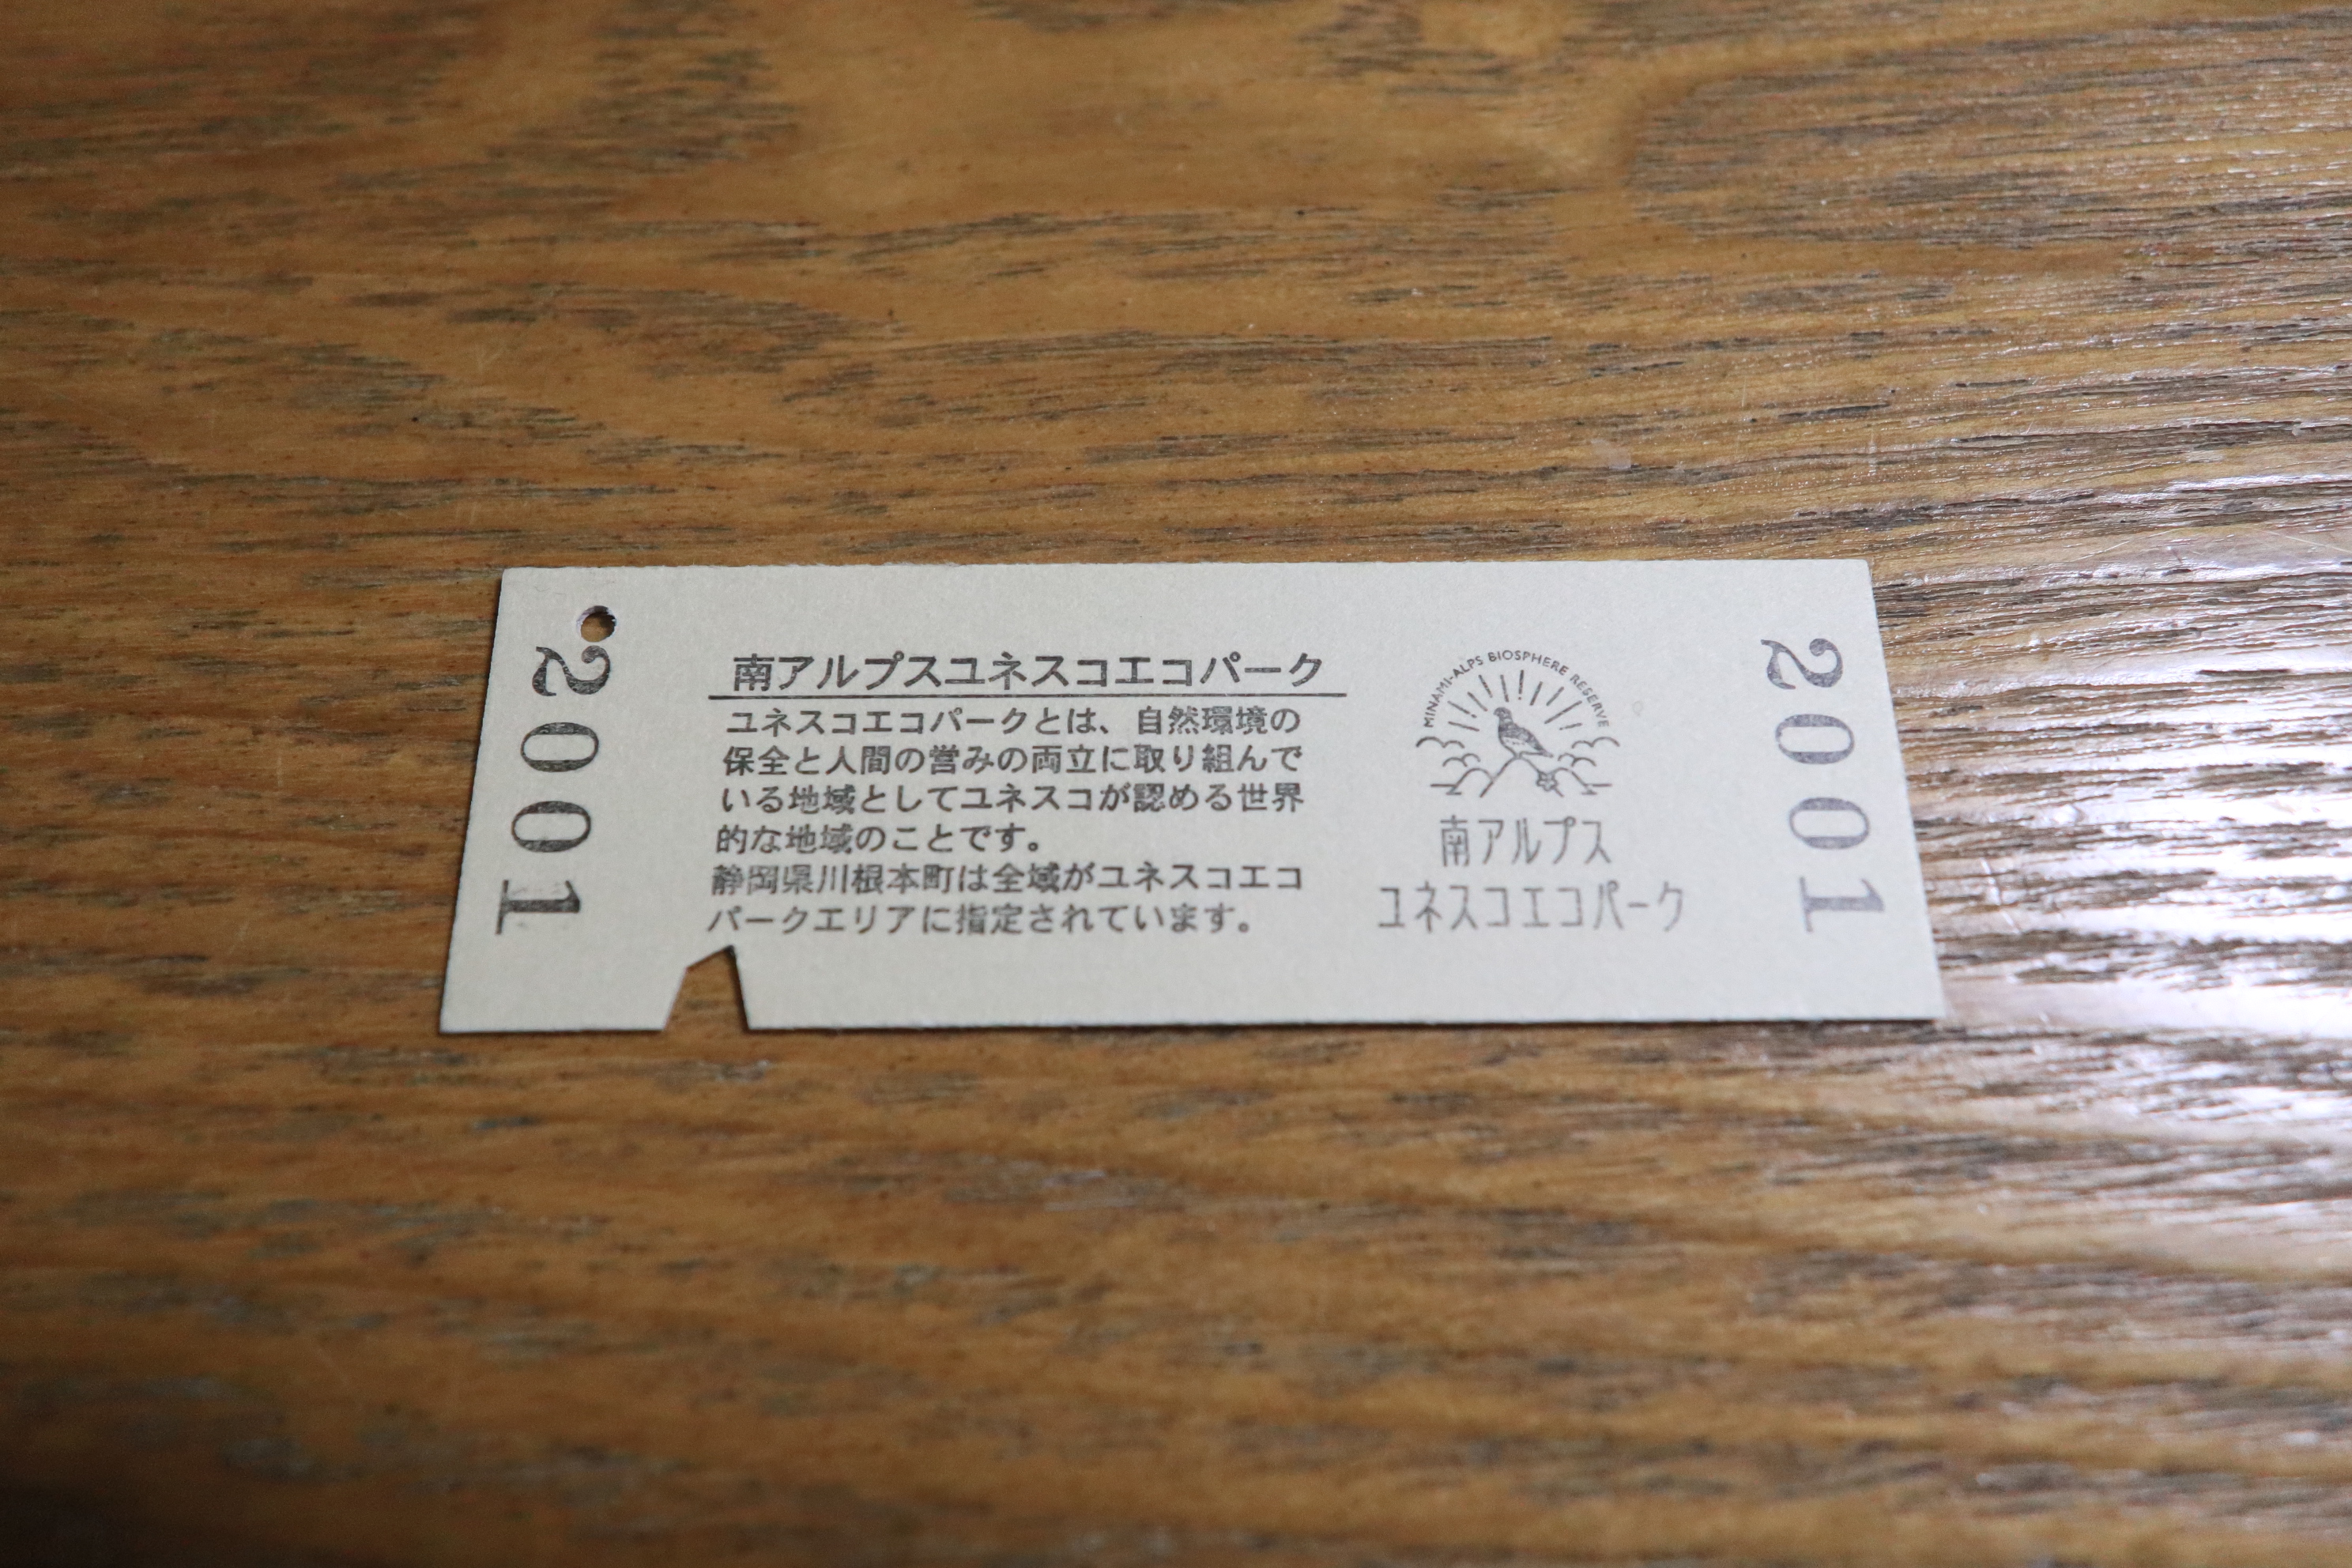 2001
南アルプスユネスコエコパーク
ユネスコエコパークとは、自然環境の
保全と人間の営みの両立に取り組んで
いる地域としてユネスコが認める世界
的な地域のことです。
静岡県川根本町は全域がユネスコエコ
パークエリアに指定されています。
MINAMI-ALPS BIOSPHERE RESERVE
南アルプス
ユネスコエコパーク
2001